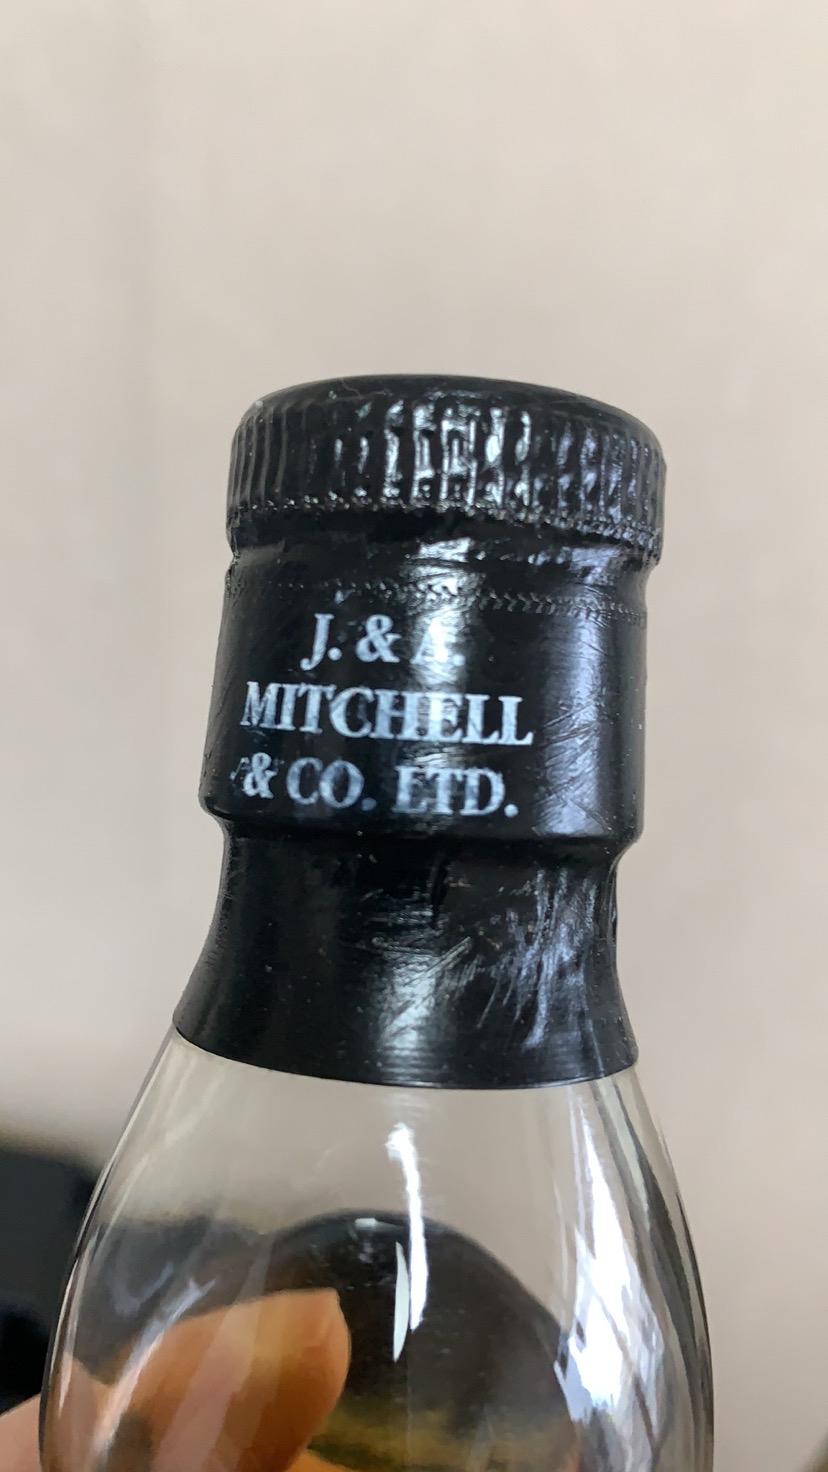 J. & A.
MITCHELL
& CO. LTD.